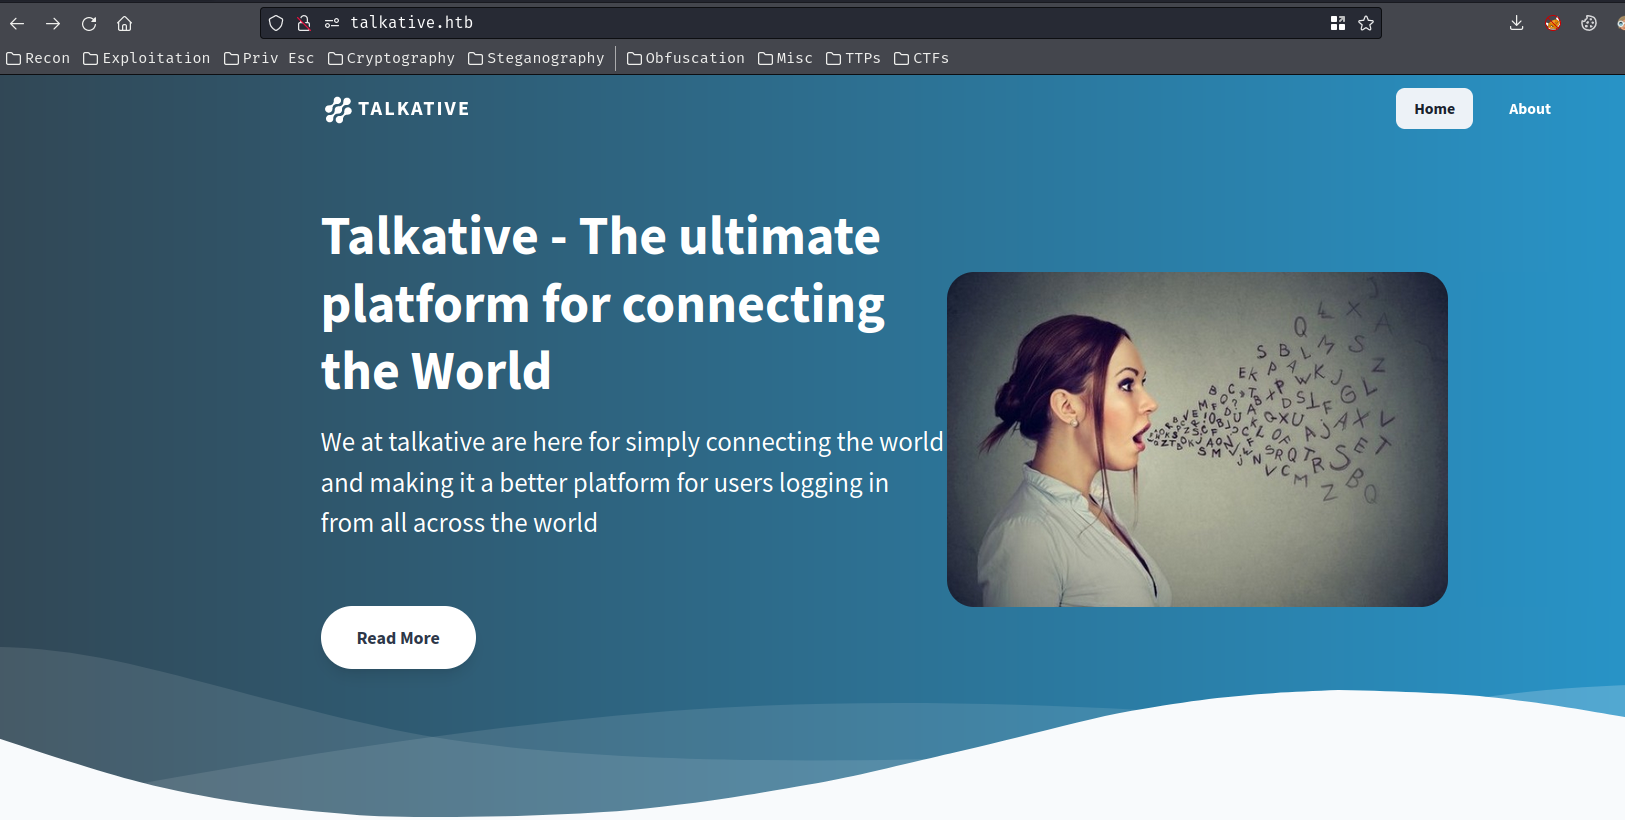 talkative.htb
Recon Exploitation Priv Esc Cryptography Steganography Obfuscation Misc TTPs CTFs
TALKATIVE Home About
Talkative - The ultimate
platform for connecting
the World
We at talkative are here for simply connecting the world
and making it a better platform for users logging in
from all across the world
Read More